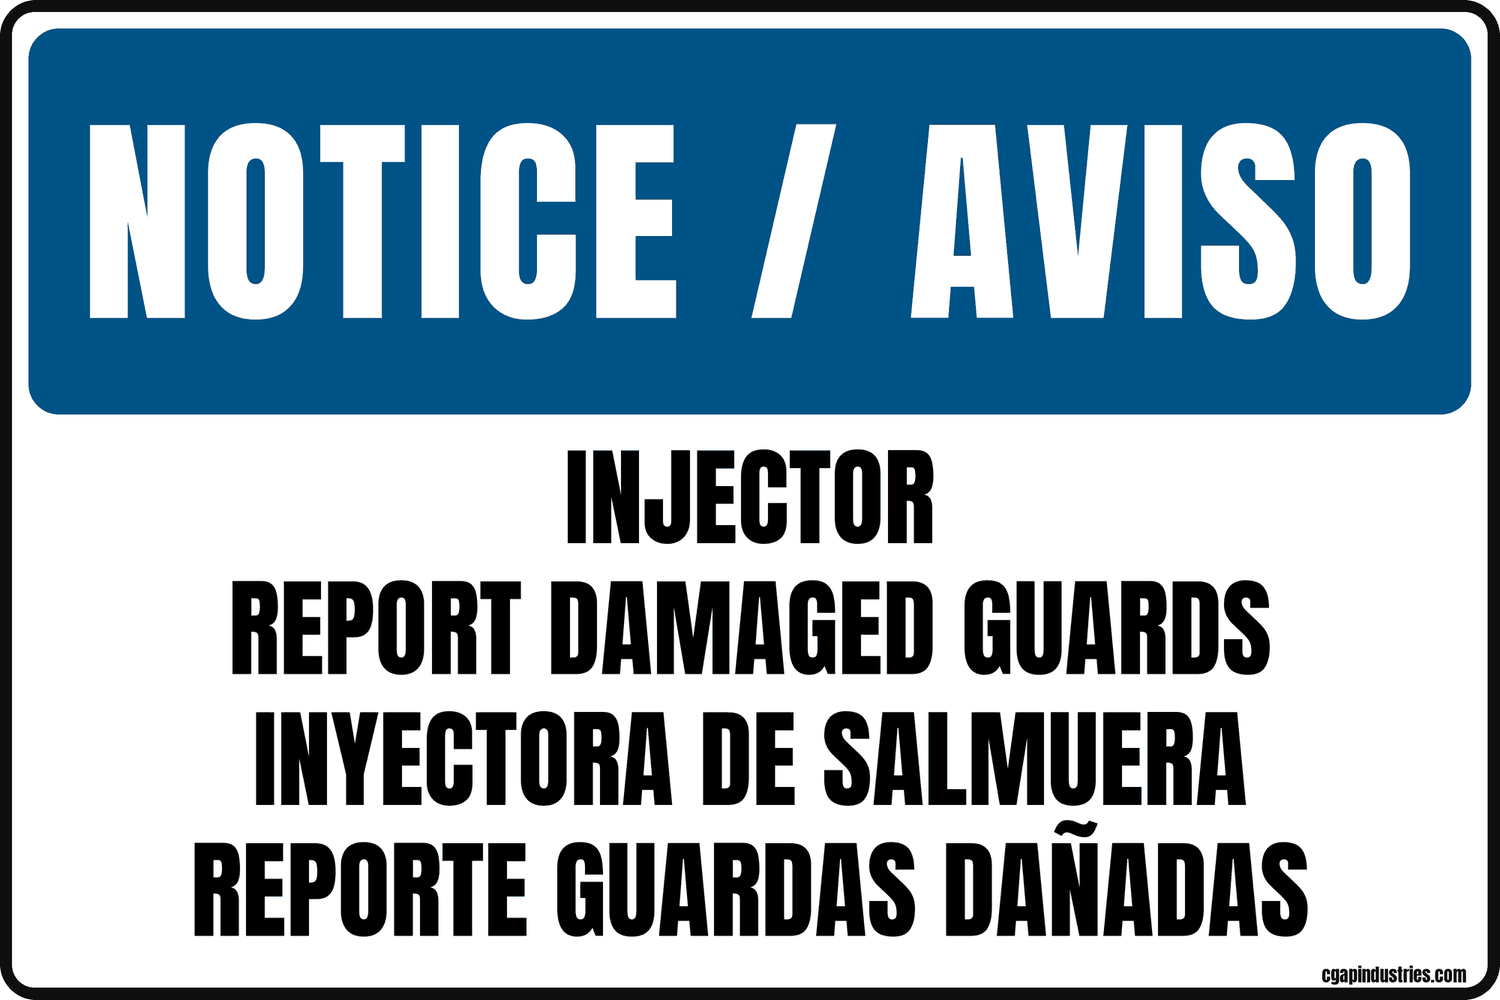 NOTICE / AVISO
INJECTOR
REPORT DAMAGED GUARDS
INYECTORA DE SALMUERA
REPORTE GUARDAS DAÑADAS
cgapindustries.com